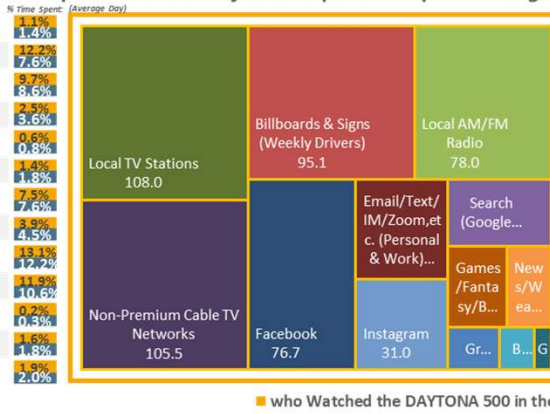 % Time Spent: (Average Day)
1.1%
1.4%
12.2%
7.6%
9.7%
8.6%
2.5%
3.6%
0.6%
0.8%
1.4%
1.8%
7.5%
7.6%
3.9%
4.5%
13.1%
12.2%
11.9%
10.6%
0.2%
0.3%
1.6%
1.8%
1.9%
2.0%
Local TV Stations
108.0
Billboards & Signs
(Weekly Drivers)
95.1
Local AM/FM
Radio
78.0
Non-Premium Cable TV
Networks
105.5
Facebook
76.7
Email/Text/
IM/Zoom,et
c. (Personal
& Work)...
Instagram
31.0
Search
(Google...
Games
/Fanta
sy/B...
New
s/W
ea...
Gr...
B...
G
who Watched the DAYTONA 500 in the